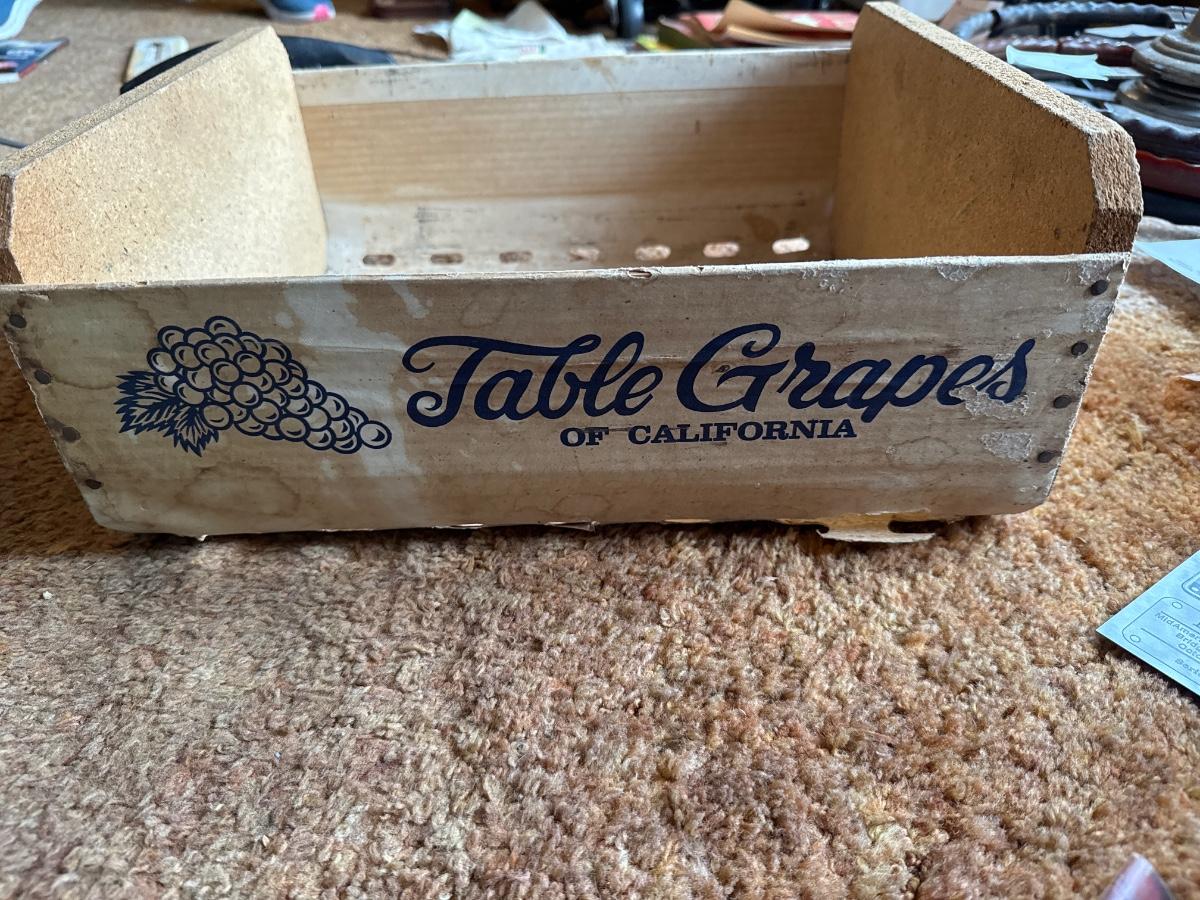 Table Grapes
OF CALIFORNIA